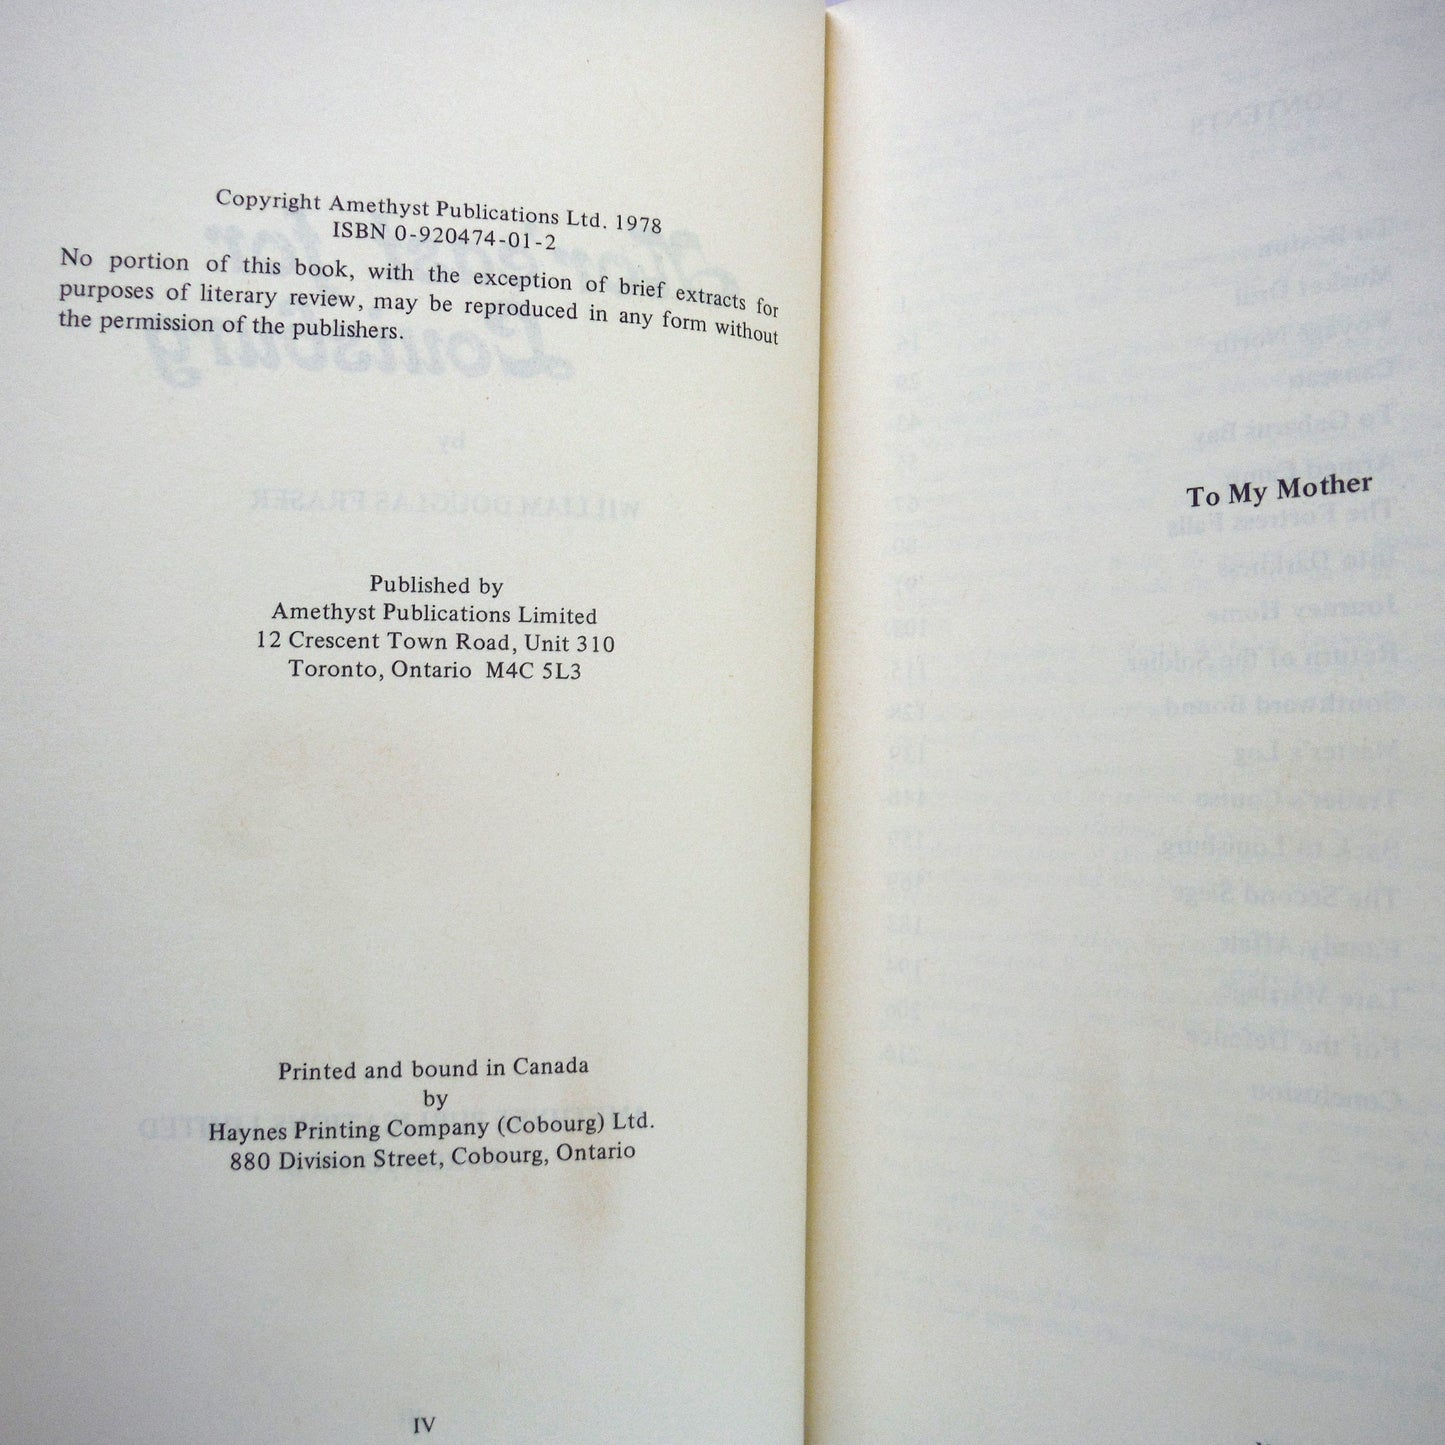 Copyright Amethyst Publications Ltd. 1978
ISBN 0-920474-01-2
No portion of this book, with the exception of brief extracts for
purposes of literary review, may be reproduced in any form without
the permission of the publishers.
Published by
Amethyst Publications Limited
12 Crescent Town Road, Unit 310
Toronto, Ontario M4C 5L3
Printed and bound in Canada
by
Haynes Printing Company (Cobourg) Ltd.
880 Division Street, Cobourg, Ontario
IV
To My Mother